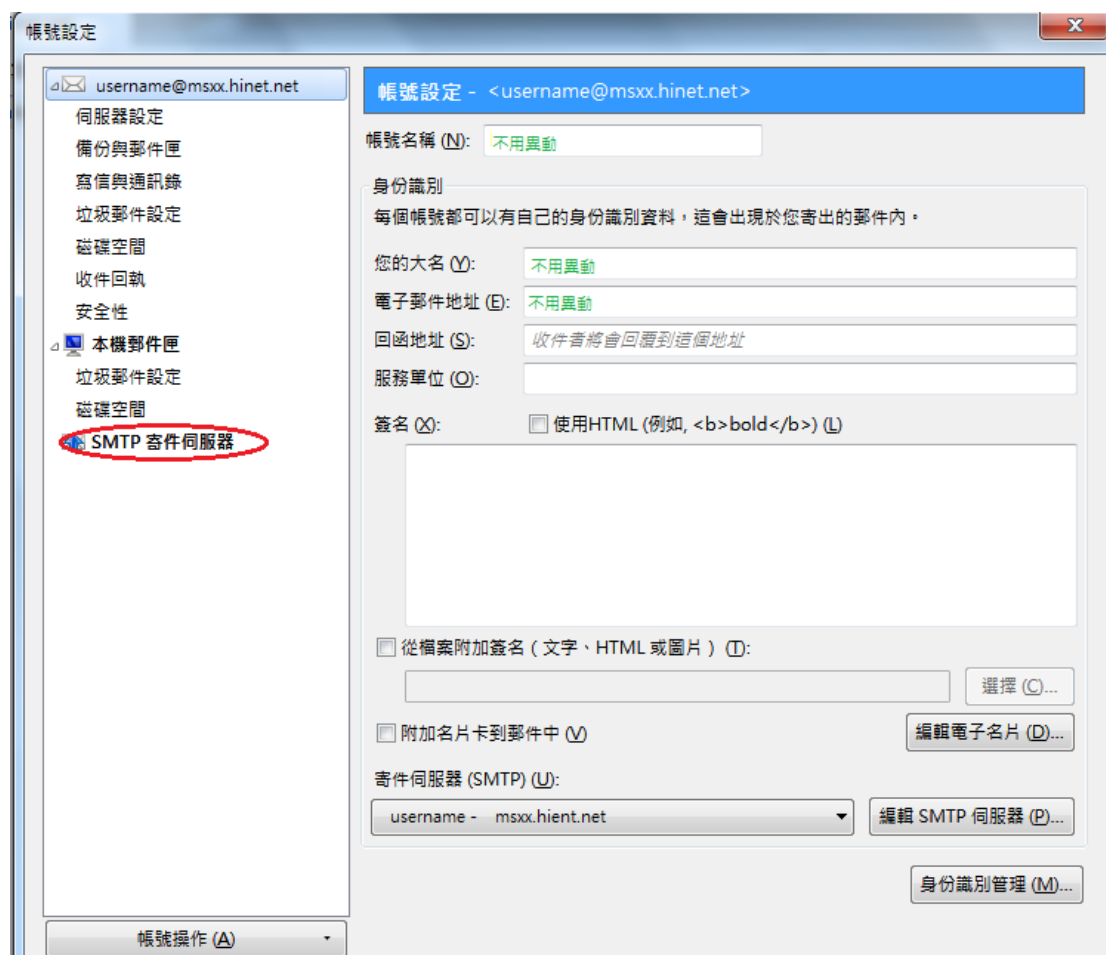 帳號設定
username@msxx.hinet.net
伺服器設定
備份與郵件匣
寫信與通訊錄
垃圾郵件設定
磁碟空間
收件回執
安全性
本機郵件匣
垃圾郵件設定
磁碟空間
SMTP 寄件伺服器
帳號操作 (A)
帳號設定 - <username@msxx.hinet.net>
帳號名稱 (N): 不用異動
身份識別
每個帳號都可以有自己的身份識別資料，這會出現於您寄出的郵件內。
您的大名 (Y): 不用異動
電子郵件地址 (E): 不用異動
回函地址 (S): 收件者將會回覆到這個地址
服務單位 (O):
簽名 (X): 使用HTML (例如, <b>bold</b>) (L)
從檔案附加簽名（文字、HTML 或圖片） (T):
選擇 (C)...
附加名片卡到郵件中 (V) 編輯電子名片 (D)...
寄件伺服器 (SMTP) (U):
username - msxx.hient.net 編輯 SMTP 伺服器 (P)...
身份識別管理 (M)...